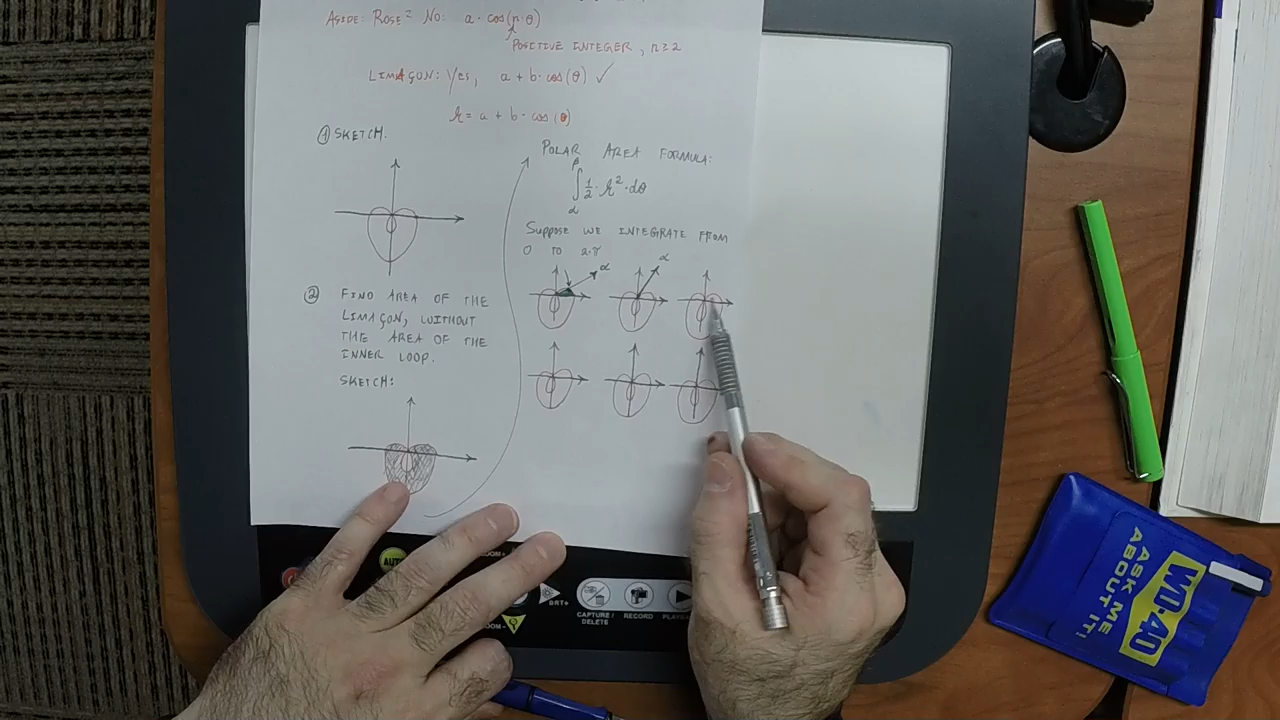 ASIDE: ROSE? NO: a · cos(n·θ)
POSITIVE INTEGER, n≥2
LIMAÇON: Yes, a + b·cos(θ) ✓
r = a + b·cos(θ)
① SKETCH.
② FIND AREA OF THE
LIMAÇON, WITHOUT
THE AREA OF THE
INNER LOOP.
SKETCH:
POLAR AREA FORMULA:
∫αβ ½·r²·dθ
SUPPOSE WE INTEGRATE FROM
0 TO 2·π
α
α
CAPTURE /
DELETE
RECORD
BRT+
WD-40
ASK ME
ABOUT IT!